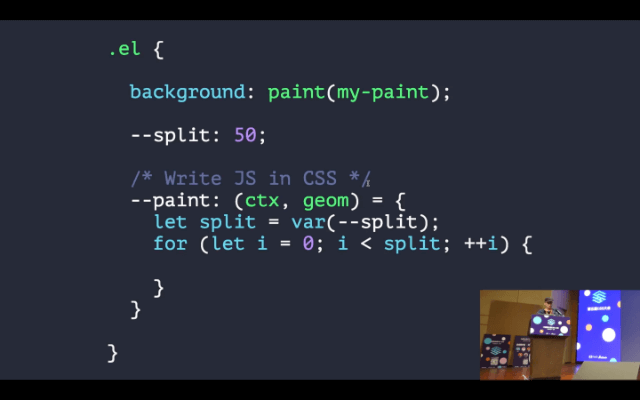 .el {
background: paint(my-paint);
--split: 50;
/* Write JS in CSS */
--paint: (ctx, geom) = {
let split = var(--split);
for (let i = 0; i < split; ++i) {
}
}
}